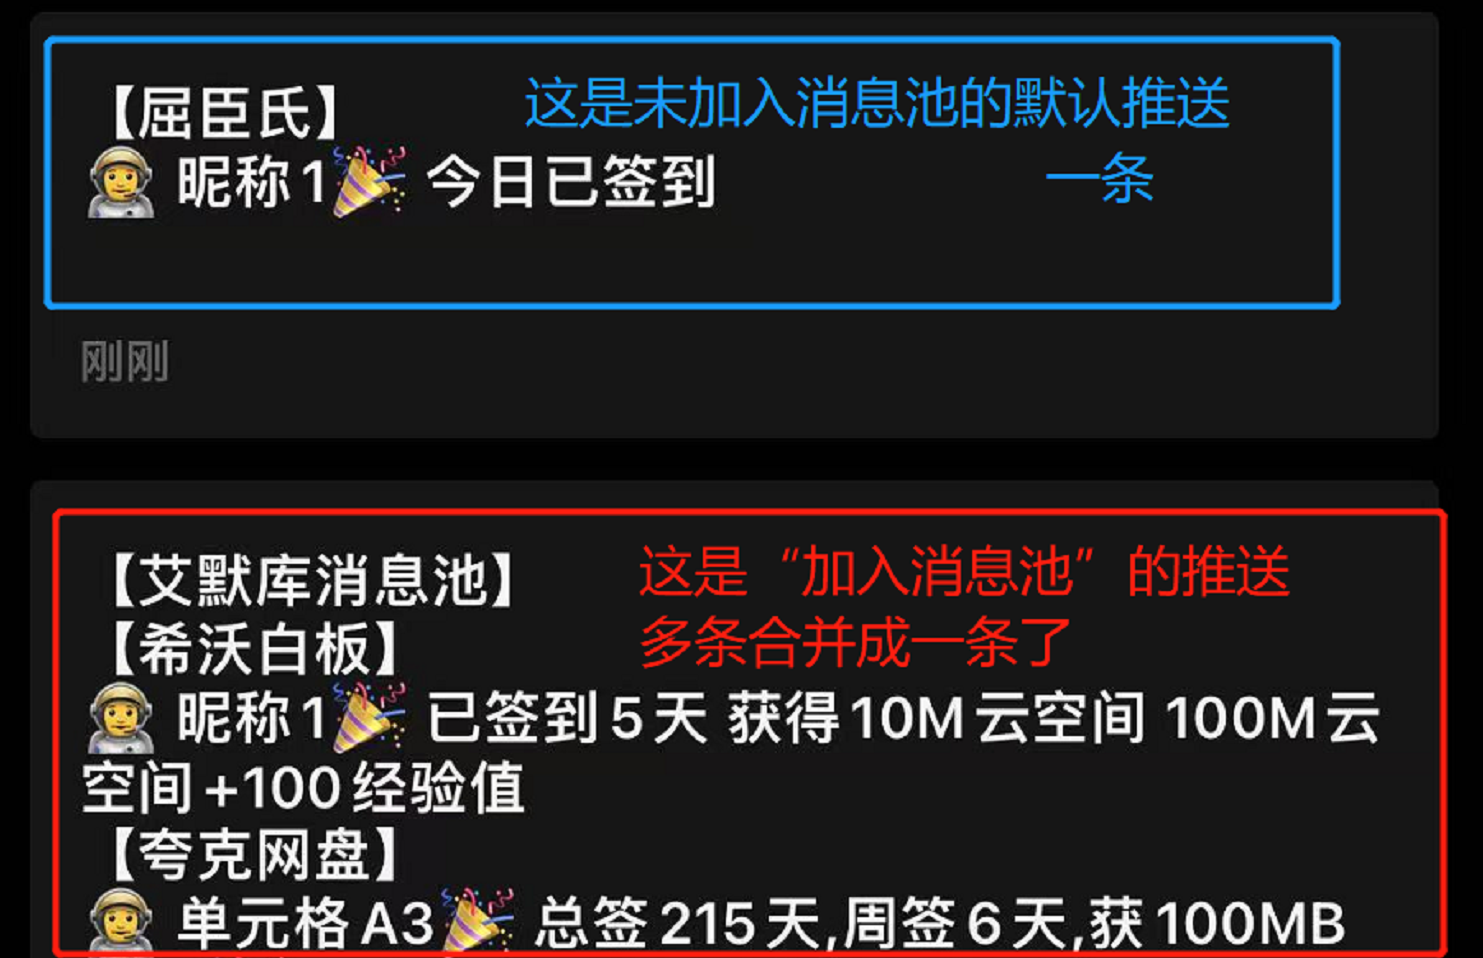 【屈臣氏】 这是未加入消息池的默认推送
👨‍🚀 昵称1🎉 今日已签到 一条
刚刚
【艾默库消息池】 这是“加入消息池”的推送
【希沃白板】 多条合并成一条了
👨‍🚀 昵称1🎉 已签到5天 获得10M云空间 100M云
空间+100经验值
【夸克网盘】
👨‍🚀 单元格A3🎉 总签215天,周签6天,获100MB